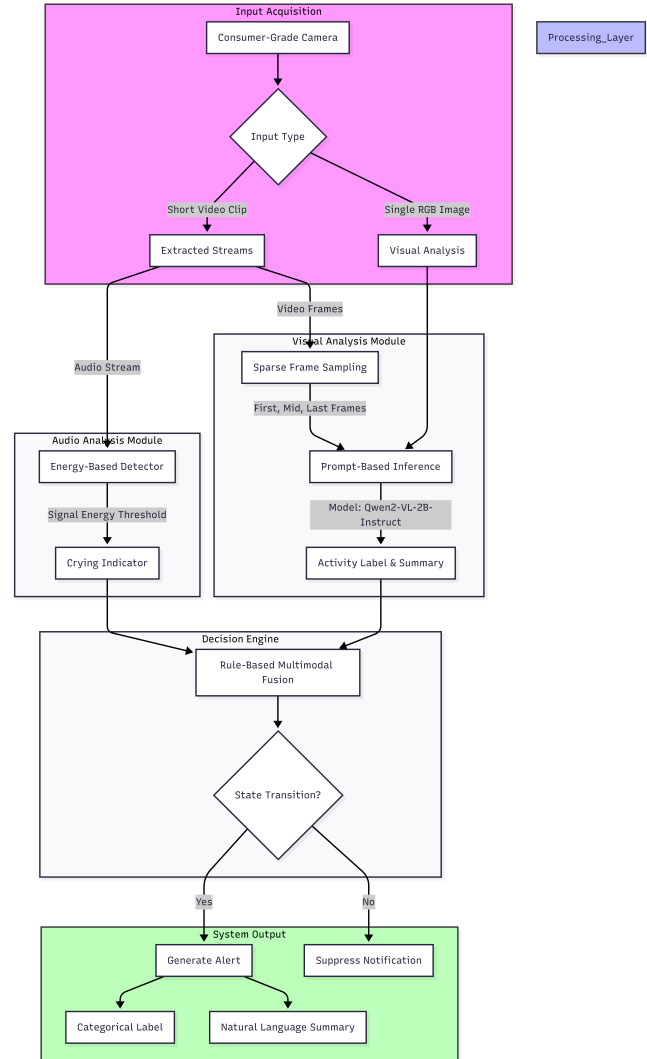 Input Acquisition
Consumer-Grade Camera
Processing_Layer
Input Type
Short Video Clip
Single RGB Image
Extracted Streams
Visual Analysis
Video Frames
Visual Analysis Module
Audio Stream
Sparse Frame Sampling
First, Mid, Last Frames
Audio Analysis Module
Energy-Based Detector
Prompt-Based Inference
Signal Energy Threshold
Model: Qwen2-VL-2B-
Instruct
Crying Indicator
Activity Label & Summary
Decision Engine
Rule-Based Multimodal
Fusion
State Transition?
Yes
No
System Output
Generate Alert
Suppress Notification
Categorical Label
Natural Language Summary